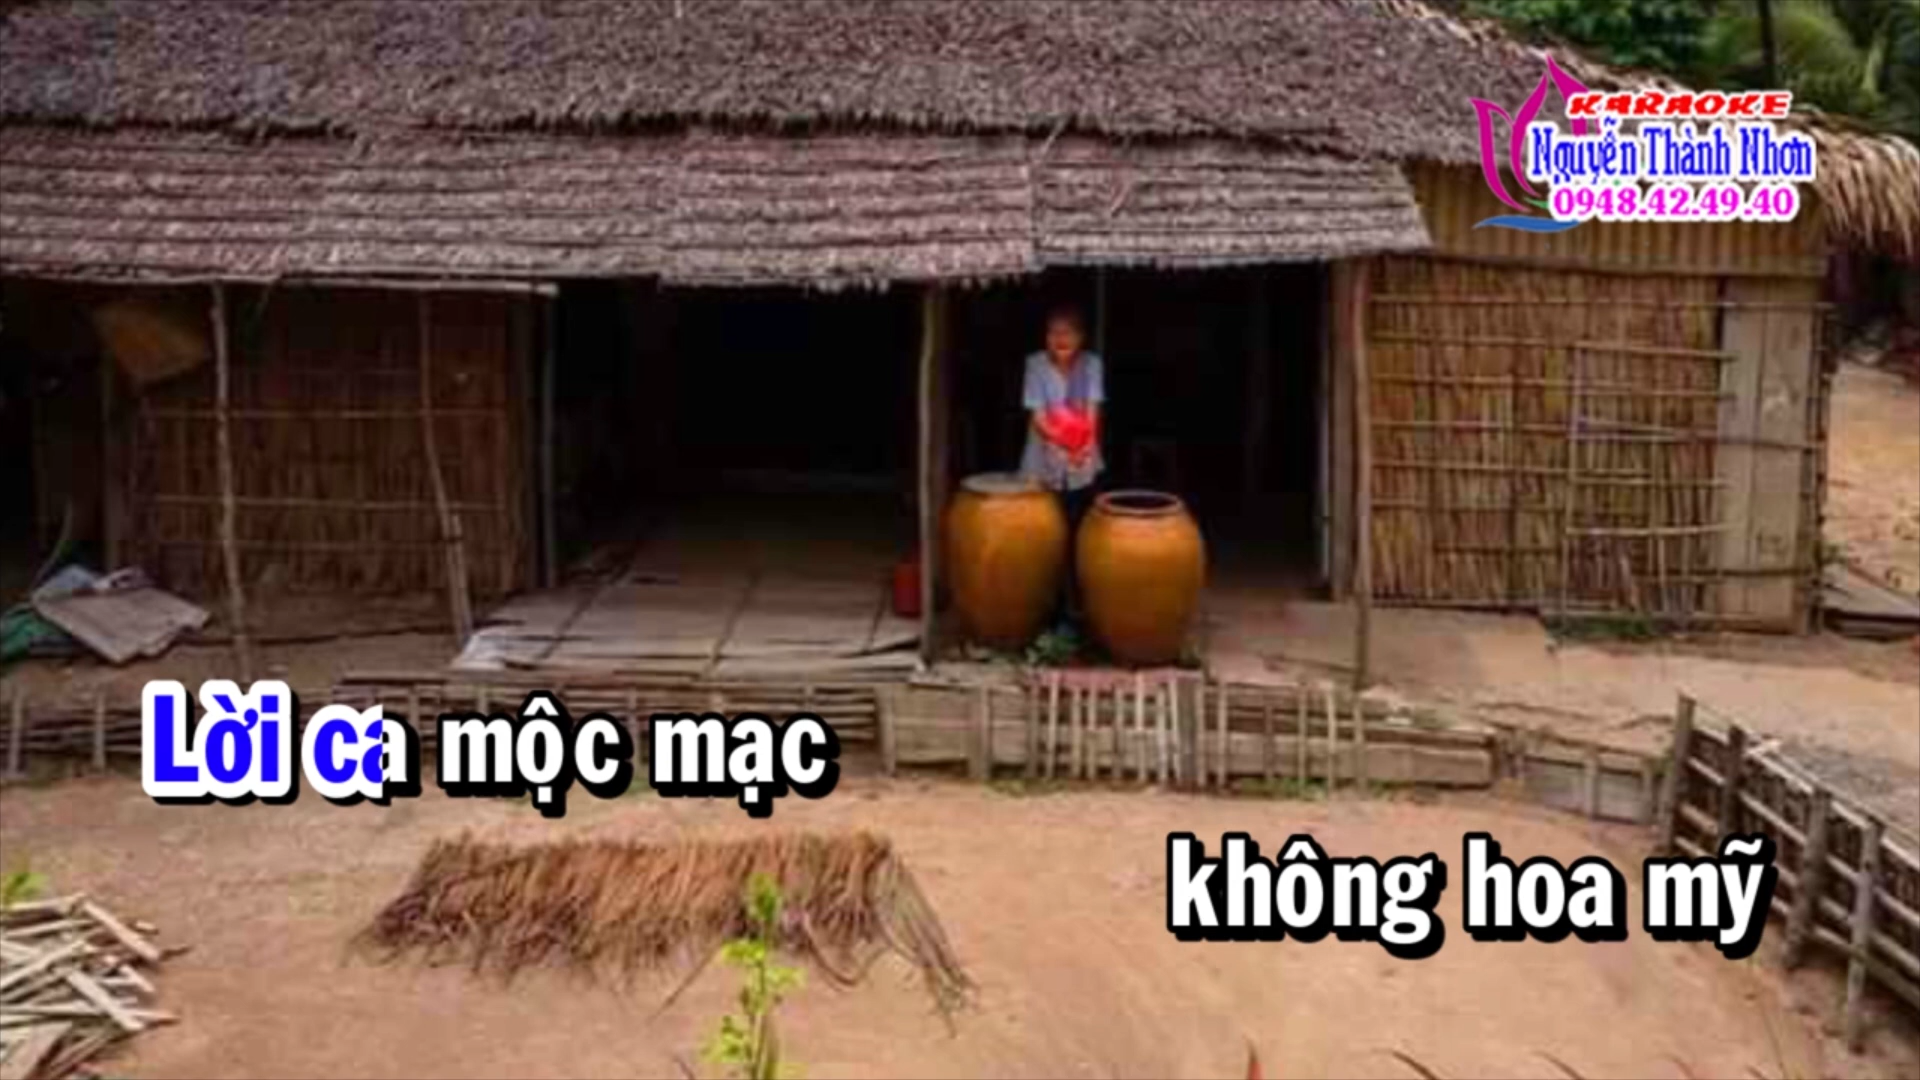 KARAOKE
Nguyễn Thành Nhơn
0948.42.49.40
Lời ca mộc mạc
không hoa mỹ